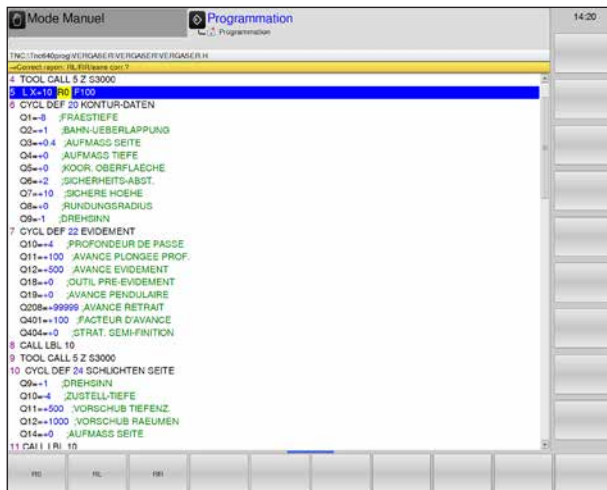 Mode Manuel
Programmation
Programmation
14:20
TNC:\Tnc640prog\VERGASER\VERGASER\VERGASER.H
→Correct.rayon: RL/RR/sans corr.?
4 TOOL CALL 5 Z S3000
5 L X+10 R0 F100
6 CYCL DEF 20 KONTUR-DATEN
Q1=-8 ;FRAESTIEFE
Q2=+1 ;BAHN-UEBERLAPPUNG
Q3=+0.4 ;AUFMASS SEITE
Q4=+0 ;AUFMASS TIEFE
Q5=+0 ;KOOR. OBERFLAECHE
Q6=+2 ;SICHERHEITS-ABST.
Q7=+10 ;SICHERE HOEHE
Q8=+0 ;RUNDUNGSRADIUS
Q9=-1 ;DREHSINN
7 CYCL DEF 22 EVIDEMENT
Q10=+4 ;PROFONDEUR DE PASSE
Q11=+100 ;AVANCE PLONGEE PROF.
Q12=+500 ;AVANCE EVIDEMENT
Q18=+0 ;OUTIL PRE-EVIDEMENT
Q19=+0 ;AVANCE PENDULAIRE
Q208=+99999 ;AVANCE RETRAIT
Q401=+100 ;FACTEUR D'AVANCE
Q404=+0 ;STRAT. SEMI-FINITION
8 CALL LBL 10
9 TOOL CALL 5 Z S3000
10 CYCL DEF 24 SCHLICHTEN SEITE
Q9=-1 ;DREHSINN
Q10=-4 ;ZUSTELL-TIEFE
Q11=+500 ;VORSCHUB TIEFENZ.
Q12=+1000 ;VORSCHUB RAEUMEN
Q14=+0 ;AUFMASS SEITE
11 CALL LBL 10
R0 RL RR